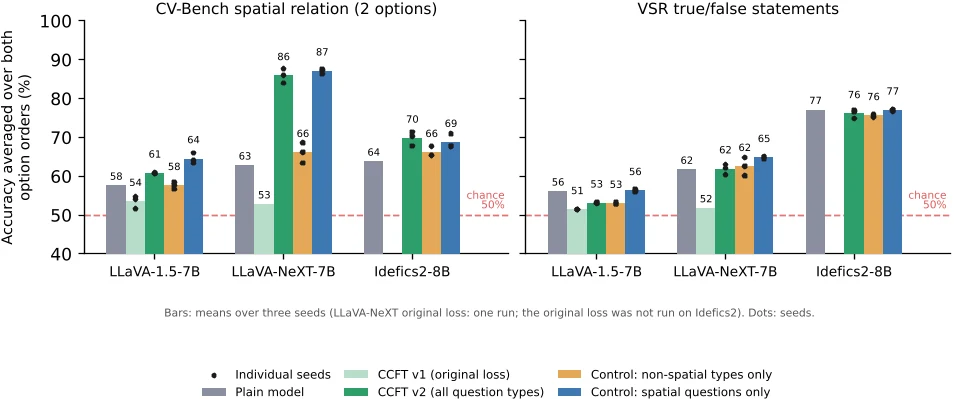 CV-Bench spatial relation (2 options)
VSR true/false statements
Accuracy averaged over both
option orders (%)
100
90
80
70
60
50
40
58
54
61
58
64
63
53
86
66
87
64
70
66
69
chance
50%
56
51
53
53
56
62
52
62
62
65
77
76
76
77
chance
50%
LLaVA-1.5-7B
LLaVA-NeXT-7B
Idefics2-8B
LLaVA-1.5-7B
LLaVA-NeXT-7B
Idefics2-8B
Bars: means over three seeds (LLaVA-NeXT original loss: one run; the original loss was not run on Idefics2). Dots: seeds.
Individual seeds
Plain model
CCFT v1 (original loss)
CCFT v2 (all question types)
Control: non-spatial types only
Control: spatial questions only